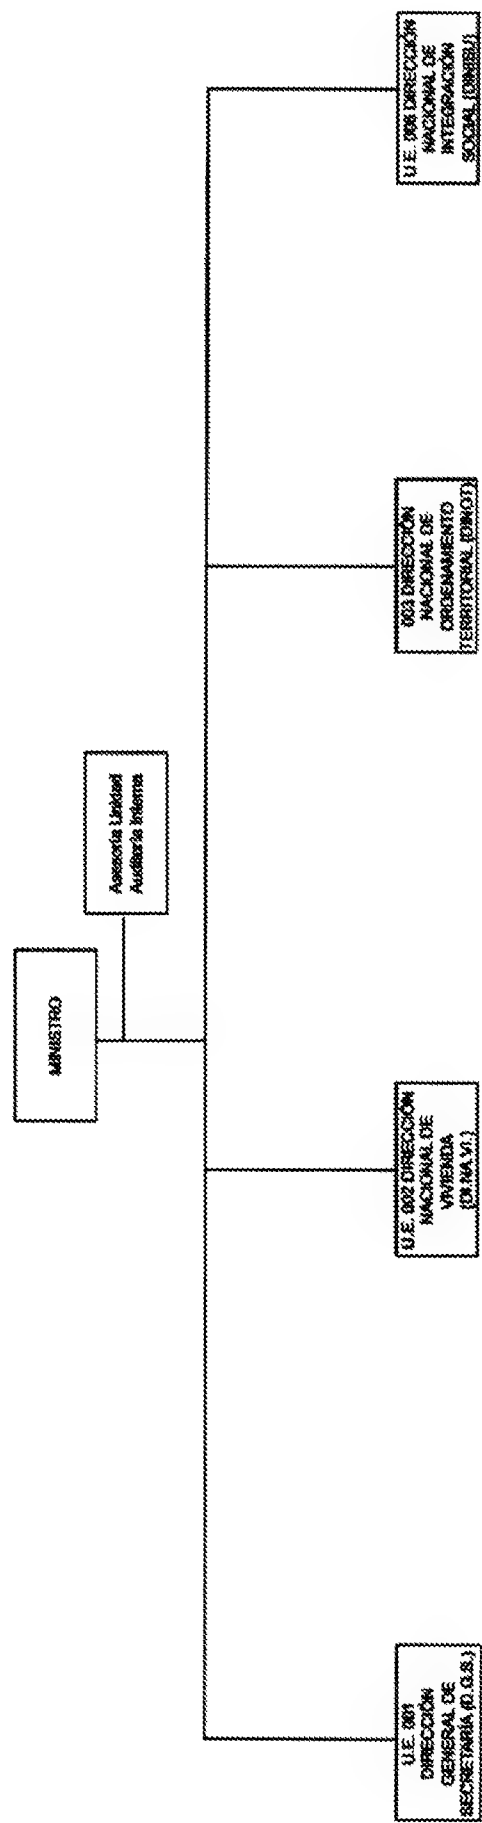 MINISTRO
Asesoría Unidad
Auditoría Interna
U.E. 001
DIRECCIÓN
GENERAL DE
SECRETARÍA (D.G.S.)
U.E. 002 DIRECCIÓN
NACIONAL DE
VIVIENDA
(DI.NA.VI.)
003 DIRECCIÓN
NACIONAL DE
ORDENAMIENTO
TERRITORIAL (DINOT)
U.E. 006 DIRECCIÓN
NACIONAL DE
INTEGRACIÓN
SOCIAL